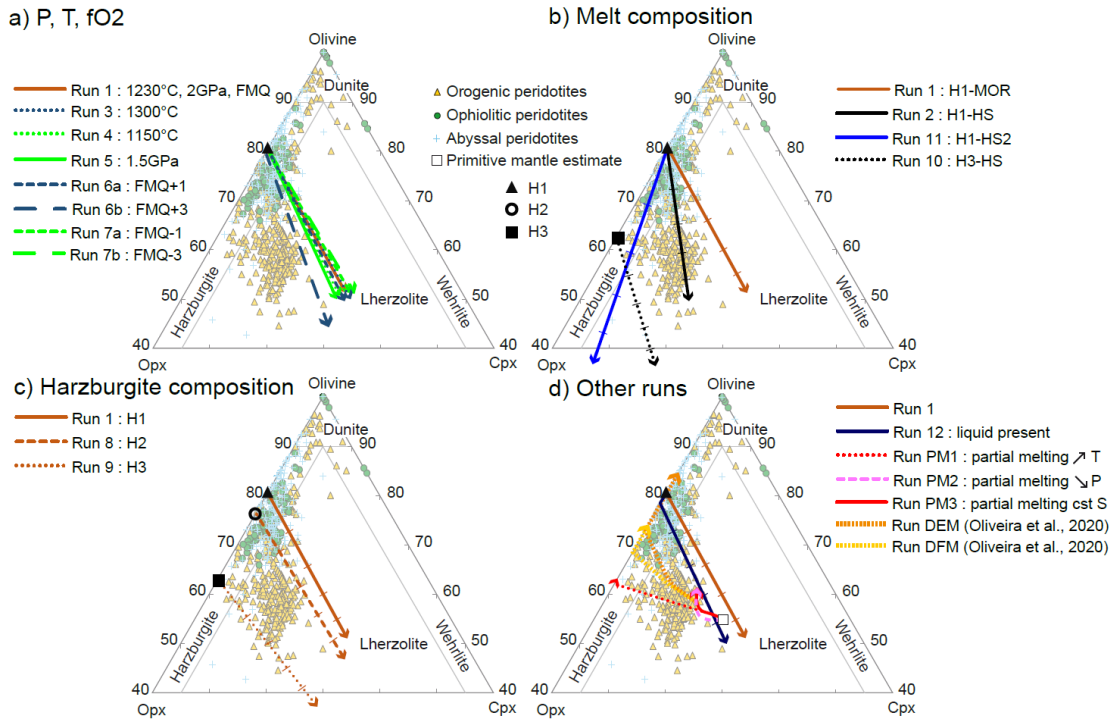 a) P, T, fO2
Olivine
Dunite
90
90
80
80
70
70
60
60
50
50
40
40
Harzburgite
Lherzolite
Wehrlite
Opx
Cpx
Run 1 : 1230°C, 2GPa, FMQ
Run 3 : 1300°C
Run 4 : 1150°C
Run 5 : 1.5GPa
Run 6a : FMQ+1
Run 6b : FMQ+3
Run 7a : FMQ-1
Run 7b : FMQ-3
Orogenic peridotites
Ophiolitic peridotites
Abyssal peridotites
Primitive mantle estimate
H1
H2
H3
b) Melt composition
Olivine
Dunite
90
90
80
80
70
70
60
60
50
50
40
40
Harzburgite
Lherzolite
Wehrlite
Opx
Cpx
Run 1 : H1-MOR
Run 2 : H1-HS
Run 11 : H1-HS2
Run 10 : H3-HS
c) Harzburgite composition
Olivine
Dunite
90
90
80
80
70
70
60
60
50
50
40
40
Harzburgite
Lherzolite
Wehrlite
Opx
Cpx
Run 1 : H1
Run 8 : H2
Run 9 : H3
d) Other runs
Olivine
Dunite
90
90
80
80
70
70
60
60
50
50
40
40
Harzburgite
Lherzolite
Wehrlite
Opx
Cpx
Run 1
Run 12 : liquid present
Run PM1 : partial melting ↗ T
Run PM2 : partial melting ↘ P
Run PM3 : partial melting cst S
Run DEM (Oliveira et al., 2020)
Run DFM (Oliveira et al., 2020)